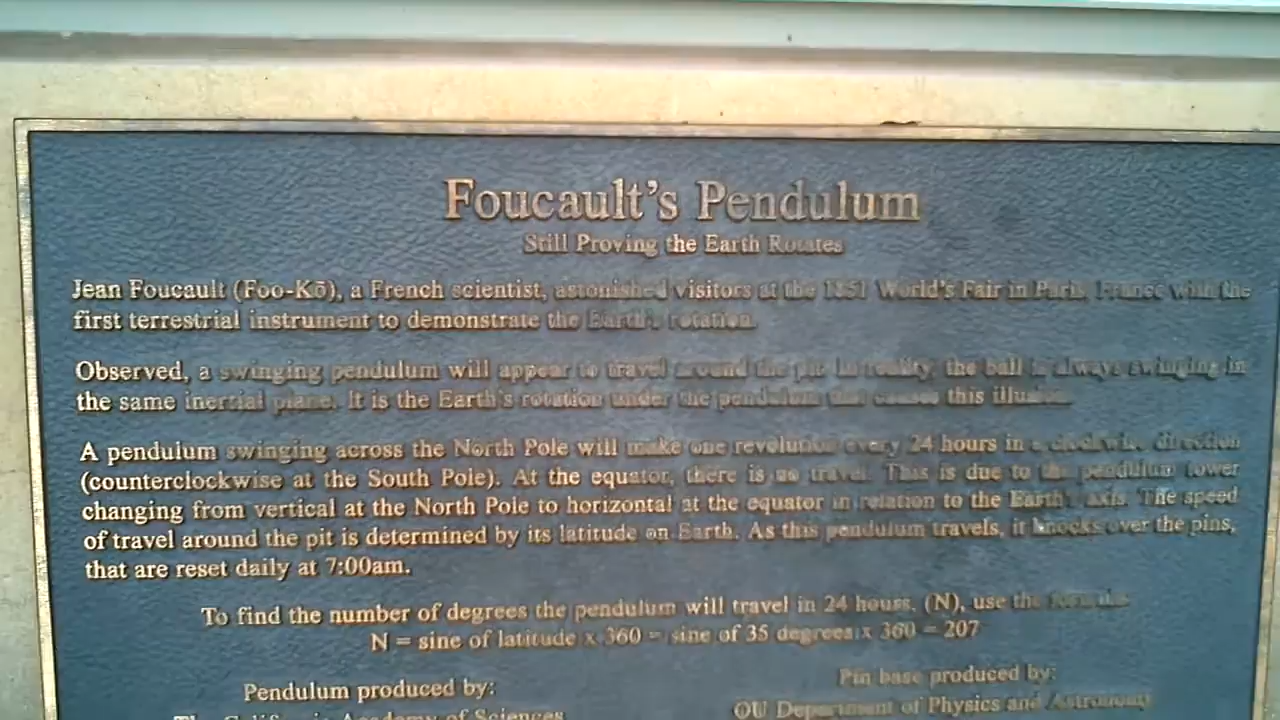 Foucault's Pendulum
Still Proving the Earth Rotates
Jean Foucault (Foo-Kō), a French scientist, astonished visitors at the 1851 World's Fair in Paris, France with the
first terrestrial instrument to demonstrate the Earth's rotation.
Observed, a swinging pendulum will appear to travel around the pit. In reality, the ball is always swinging in
the same inertial plane. It is the Earth's rotation under the pendulum that causes this illusion.
A pendulum swinging across the North Pole will make one revolution every 24 hours in a clockwise direction
(counterclockwise at the South Pole). At the equator, there is no travel. This is due to the pendulum tower
changing from vertical at the North Pole to horizontal at the equator in relation to the Earth's axis. The speed
of travel around the pit is determined by its latitude on Earth. As this pendulum travels, it knocks over the pins,
that are reset daily at 7:00am.
To find the number of degrees the pendulum will travel in 24 hours, (N), use the
N = sine of latitude x 360 = sine of 35 degrees x 360 = 207
Pendulum produced by:
The California Academy of Sciences
Pin base produced by:
OU Department of Physics and Astronomy